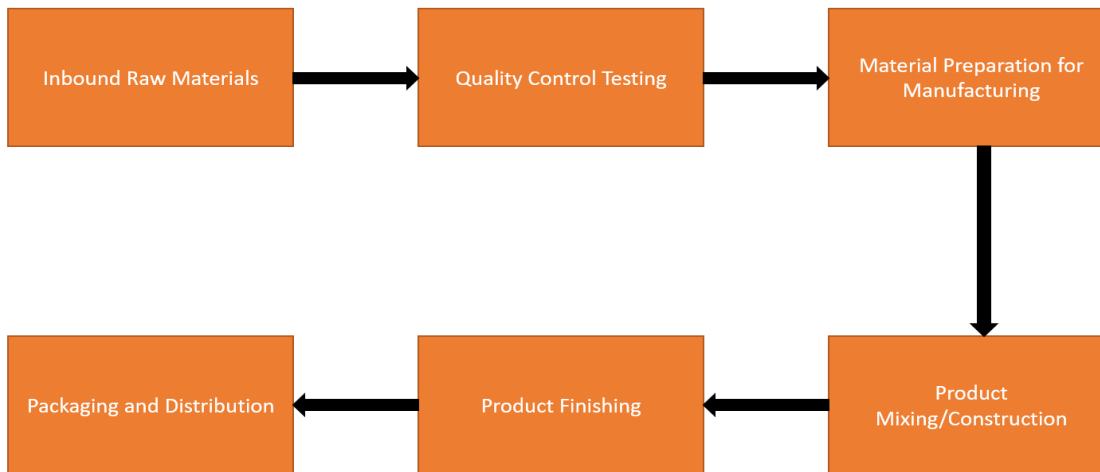 Inbound Raw Materials
Quality Control Testing
Material Preparation for
Manufacturing
Product
Mixing/Construction
Product Finishing
Packaging and Distribution